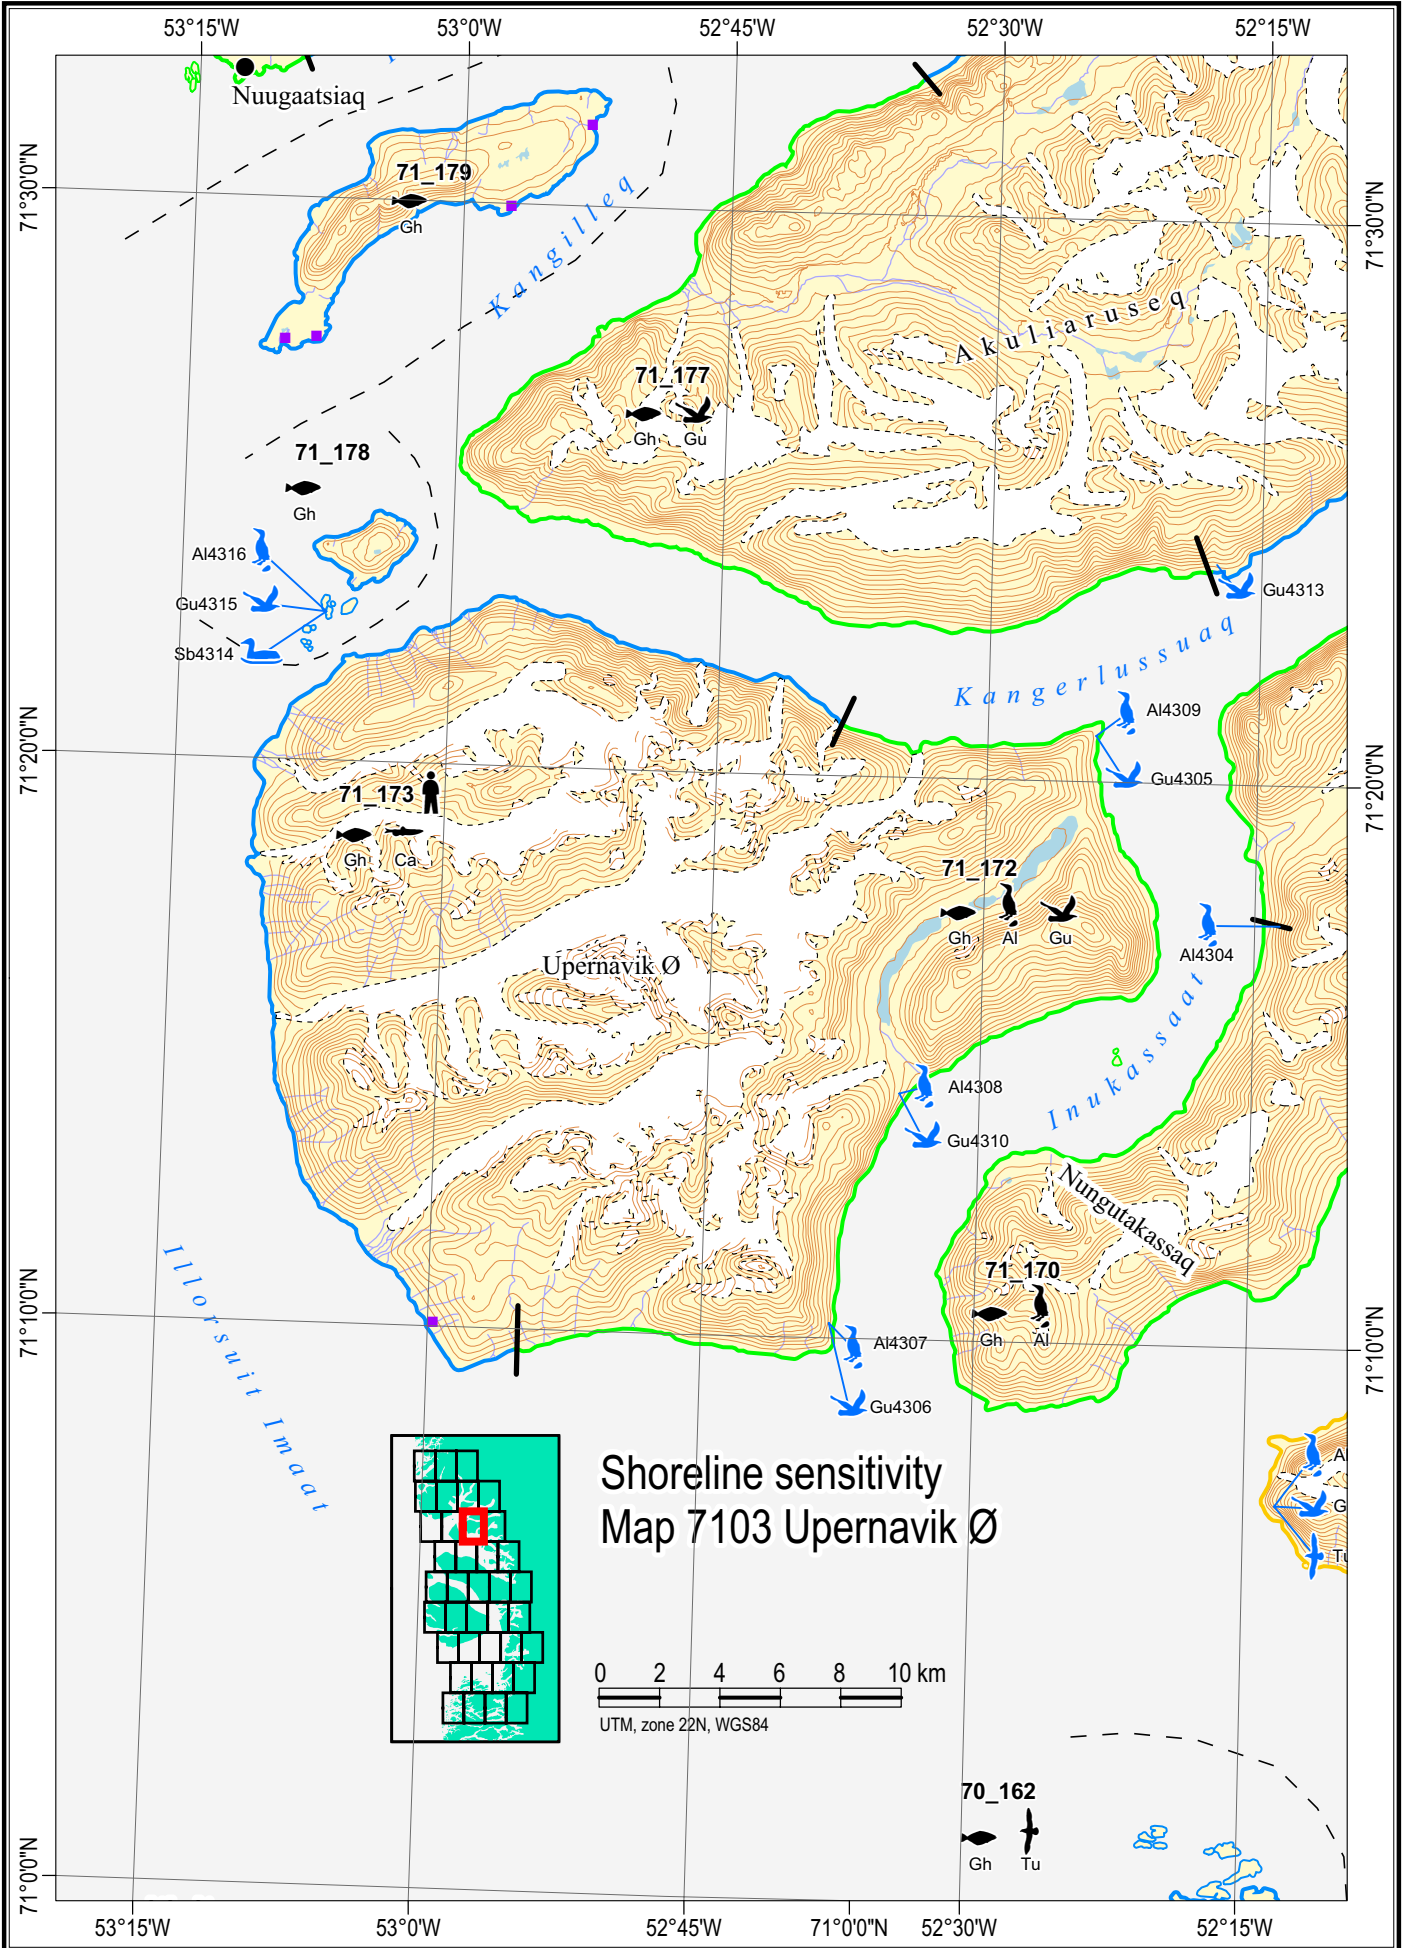 53°15'W 53°0'W 52°45'W 52°30'W 52°15'W
Nuugaatsiaq
71°30'0"N
71°30'0"N
71_179
Gh
Kangilleq
Akuliaruseq
71_177
Gh Gu
71_178
Gh
Al4316
Gu4315
Sb4314
Gu4313
Kangerlussuaq
Al4309
Gu4305
71°20'0"N
71°20'0"N
71_173
Gh Ca
71_172
Gh Al Gu
Al4304
Upernavik Ø
Inukassaat
Al4308
Gu4310
Nungutakassaq
71_170
Gh Al
71°10'0"N
71°10'0"N
Illorsuit Imaat
Al4307
Gu4306
Shoreline sensitivity
Map 7103 Upernavik Ø
0 2 4 6 8 10 km
UTM, zone 22N, WGS84
70_162
Gh Tu
71°0'0"N
53°15'W 53°0'W 52°45'W 71°0'0"N 52°30'W 52°15'W